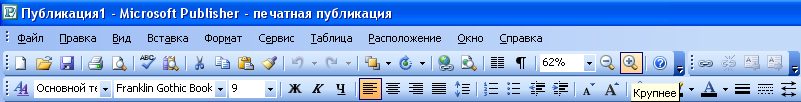 Публикация1 - Microsoft Publisher - печатная публикация
Файл Правка Вид Вставка Формат Сервис Таблица Расположение Окно Справка
62%
Основной те Franklin Gothic Book 9 Ж К Ч
Крупнее